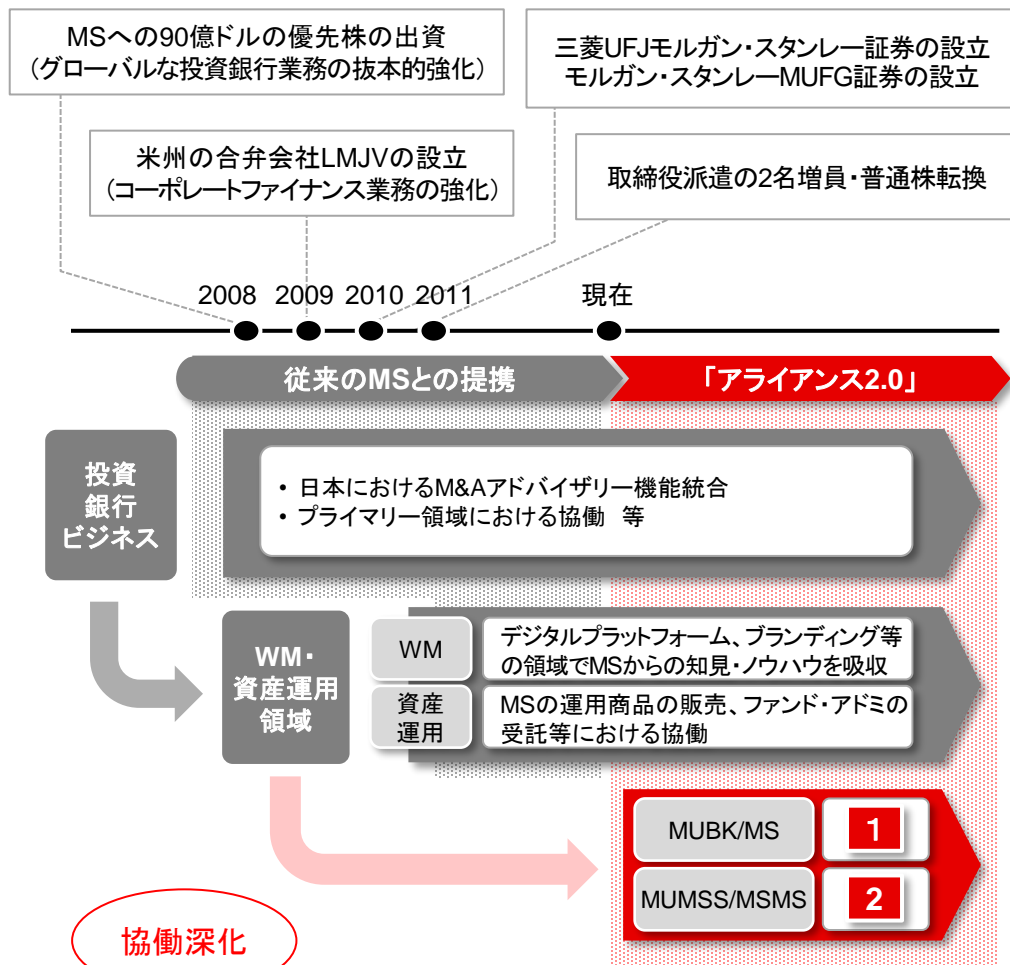 MSへの90億ドルの優先株の出資
(グローバルな投資銀行業務の抜本的強化)
三菱UFJモルガン・スタンレー証券の設立
モルガン・スタンレーMUFG証券の設立
米州の合弁会社LMJVの設立
(コーポレートファイナンス業務の強化)
取締役派遣の2名増員・普通株転換
2008 2009 2010 2011 現在
従来のMSとの提携
「アライアンス2.0」
投資
銀行
ビジネス
・ 日本におけるM&Aアドバイザリー機能統合
・ プライマリー領域における協働 等
WM・
資産運用
領域
WM
デジタルプラットフォーム、ブランディング等
の領域でMSからの知見・ノウハウを吸収
資産
運用
MSの運用商品の販売、ファンド・アドミの
受託等における協働
MUBK/MS 1
MUMSS/MSMS 2
協働深化